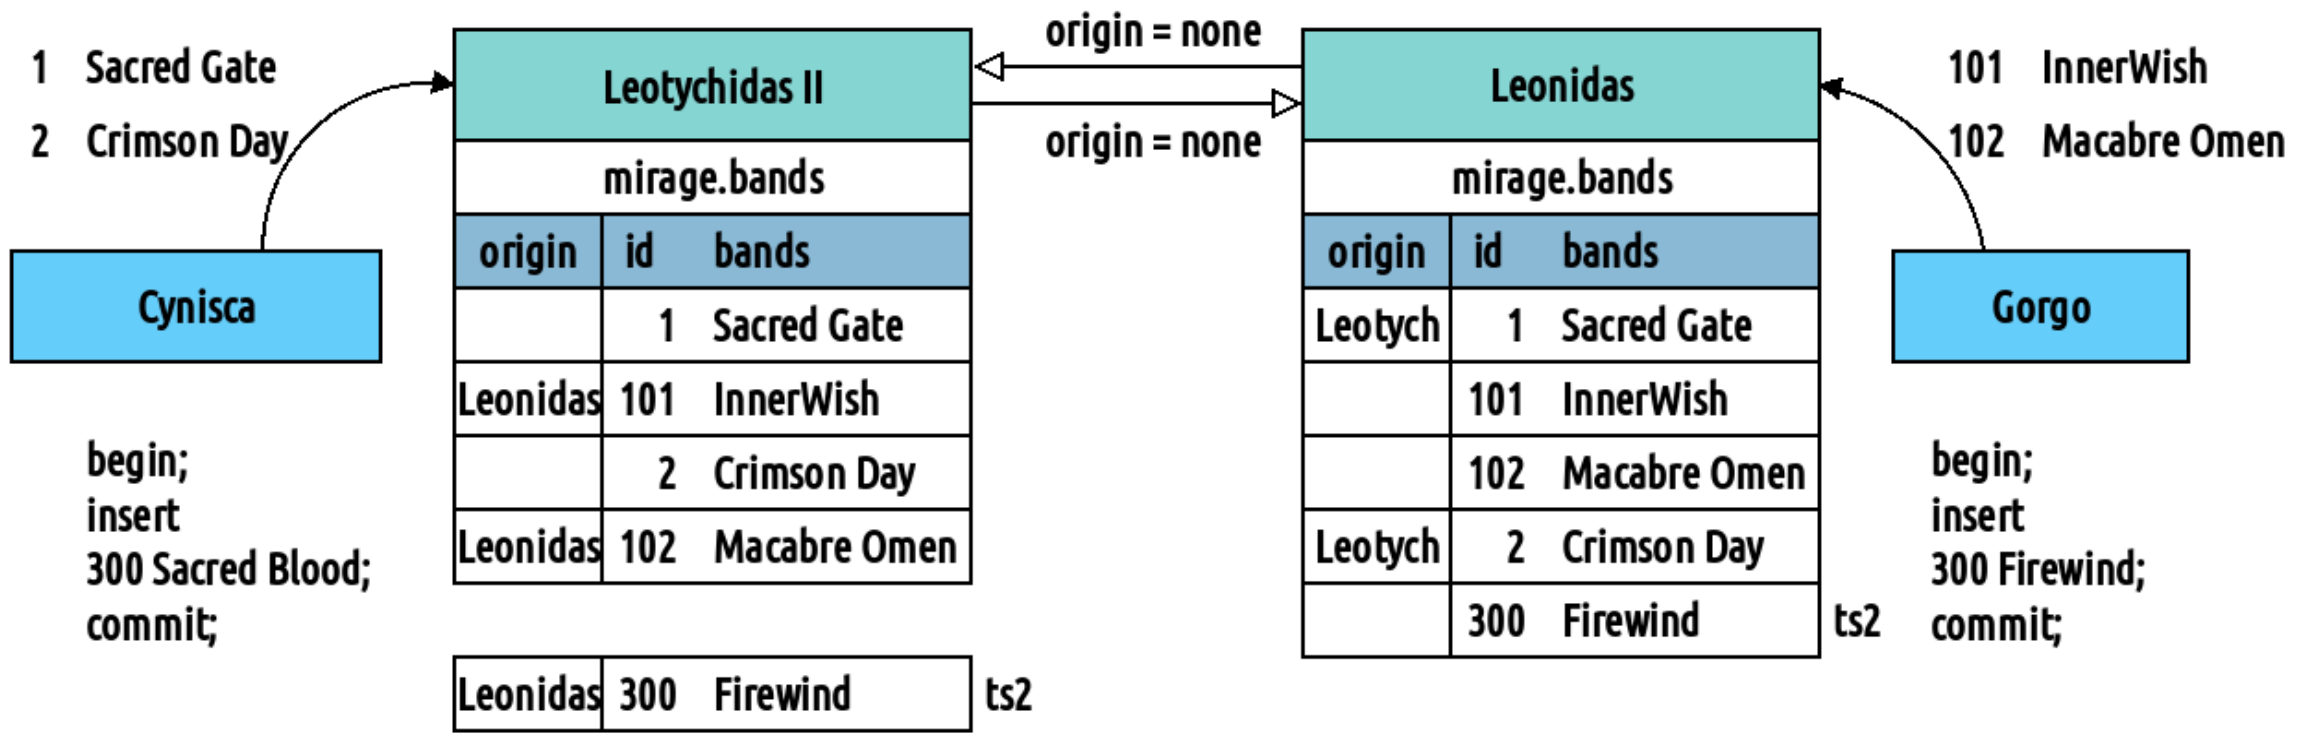 1 Sacred Gate
2 Crimson Day
Cynisca
begin;
insert
300 Sacred Blood;
commit;
Leotychidas II
mirage.bands
origin id bands
1 Sacred Gate
Leonidas 101 InnerWish
2 Crimson Day
Leonidas 102 Macabre Omen
Leonidas 300 Firewind ts2
origin = none
origin = none
Leonidas
mirage.bands
origin id bands
Leotych 1 Sacred Gate
101 InnerWish
102 Macabre Omen
Leotych 2 Crimson Day
300 Firewind ts2
101 InnerWish
102 Macabre Omen
Gorgo
begin;
insert
300 Firewind;
commit;